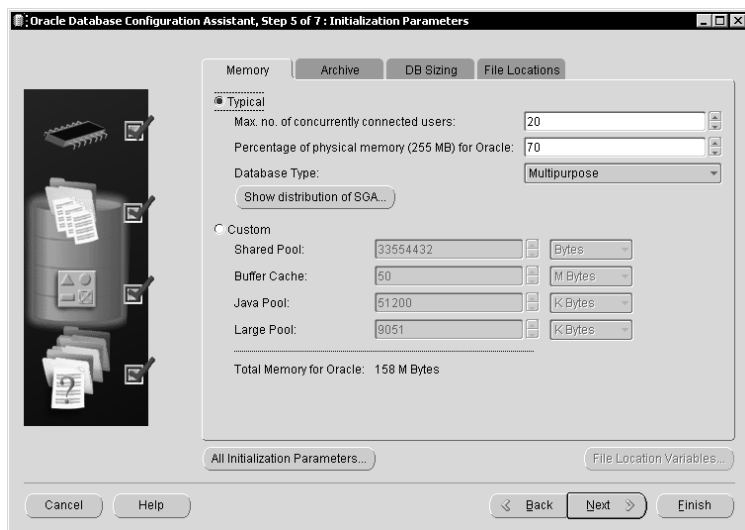 Oracle Database Configuration Assistant, Step 5 of 7 : Initialization Parameters
Memory Archive DB Sizing File Locations
Typical
Max. no. of concurrently connected users: 20
Percentage of physical memory (255 MB) for Oracle: 70
Database Type: Multipurpose
Show distribution of SGA...
Custom
Shared Pool: 33554432 Bytes
Buffer Cache: 50 M Bytes
Java Pool: 51200 K Bytes
Large Pool: 9051 K Bytes
Total Memory for Oracle: 158 M Bytes
?
All Initialization Parameters... File Location Variables...
Cancel Help Back Next Finish